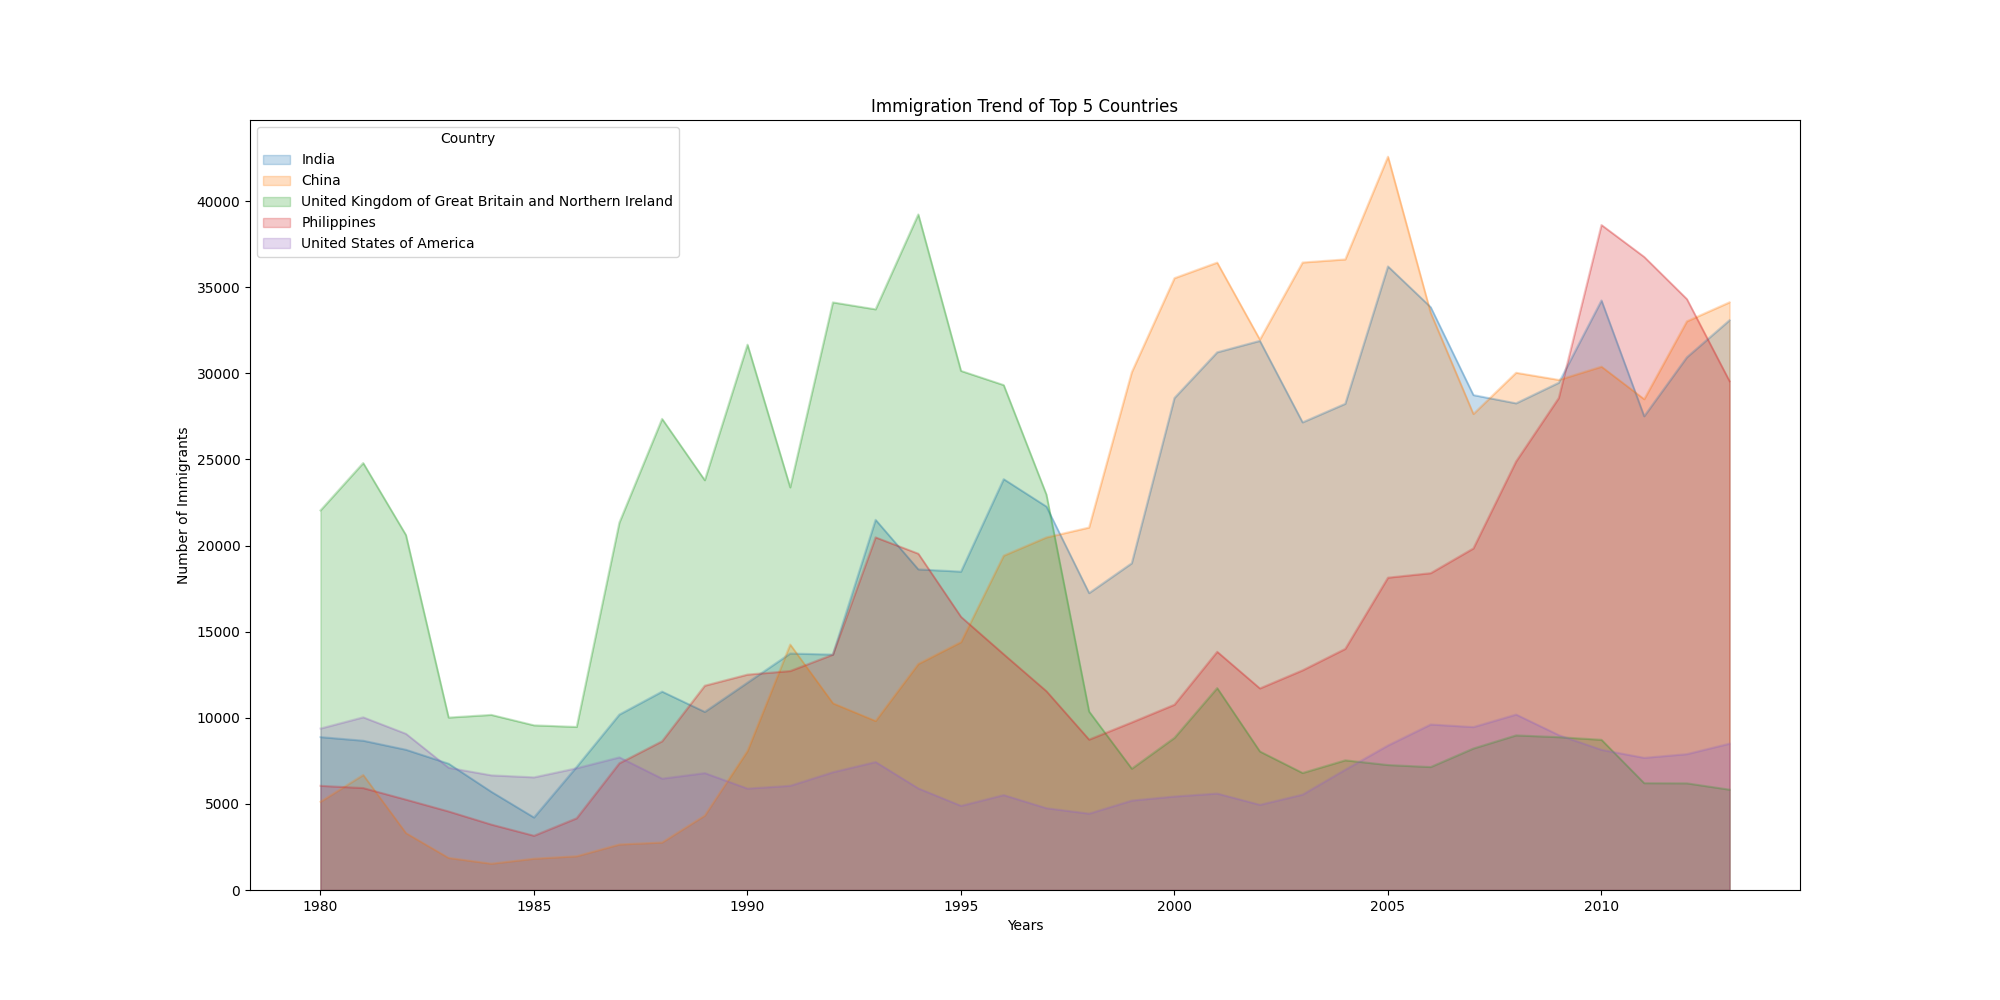 Immigration Trend of Top 5 Countries
Country
India
China
United Kingdom of Great Britain and Northern Ireland
Philippines
United States of America
40000
35000
30000
25000
20000
15000
10000
5000
0
Number of Immigrants
1980 1985 1990 1995 2000 2005 2010
Years